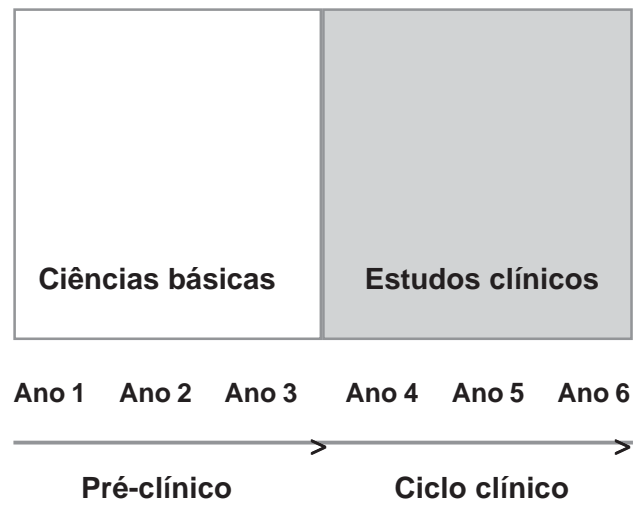 Ciências básicas Estudos clínicos
Ano 1 Ano 2 Ano 3 Ano 4 Ano 5 Ano 6
Pré-clínico Ciclo clínico